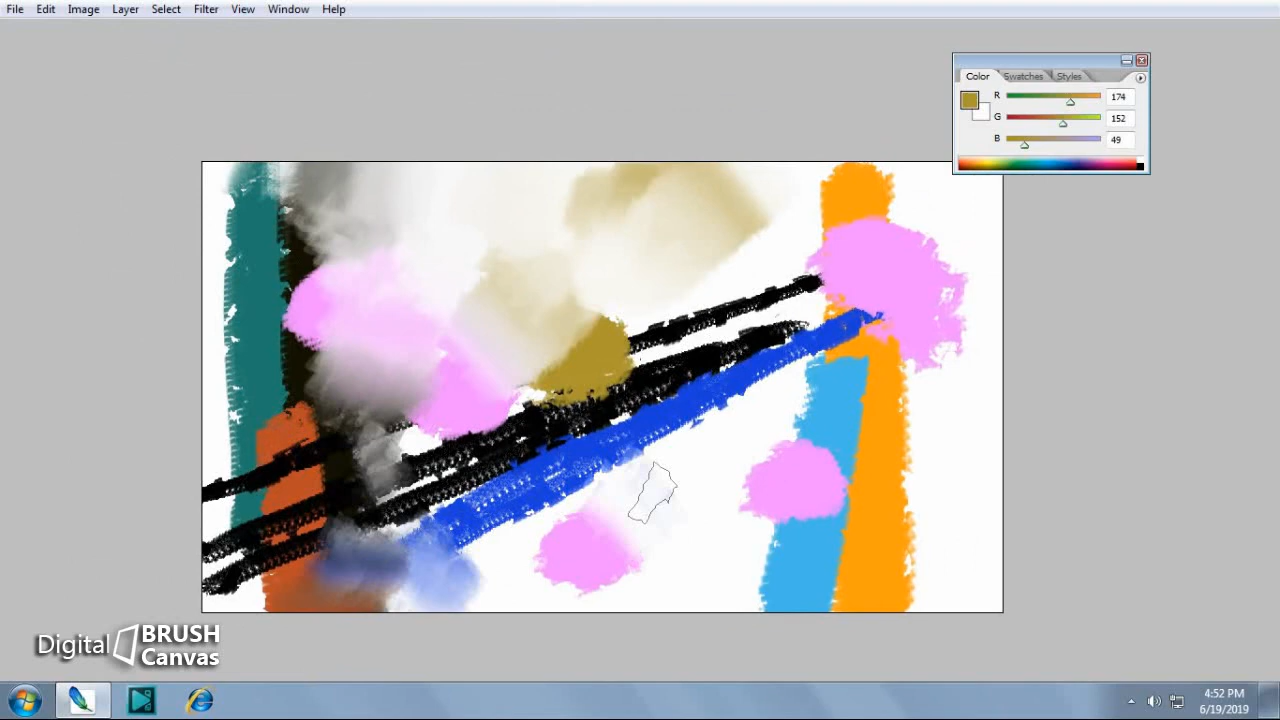 File Edit Image Layer Select Filter View Window Help
Color Swatches Styles
R 174
G 152
B 49
Digital BRUSH Canvas
4:52 PM
6/19/2019